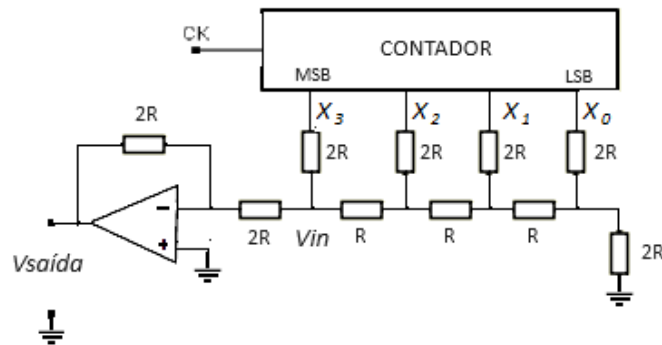 CK
CONTADOR
MSB
LSB
X₃
X₂
X₁
X₀
2R
2R
2R
2R
2R
−
+
2R
Vin
R
R
R
2R
Vsaída